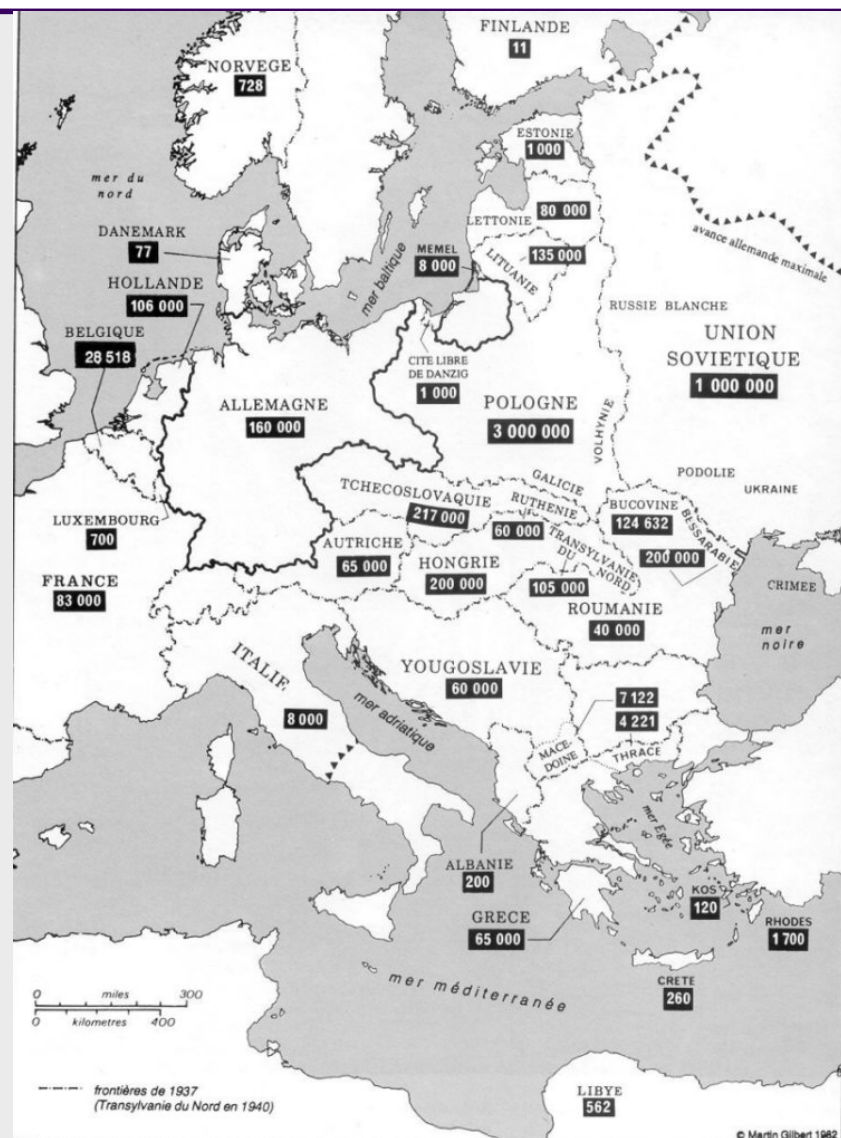 FINLANDE
11
NORVEGE
728
ESTONIE
1 000
mer du
nord
LETTONIE
80 000
DANEMARK
77
MEMEL
8 000
LITUANIE
135 000
avance allemande maximale
mer baltique
HOLLANDE
106 000
RUSSIE BLANCHE
BELGIQUE
28 518
UNION
SOVIETIQUE
1 000 000
CITE LIBRE
DE DANZIG
1 000
ALLEMAGNE
160 000
POLOGNE
3 000 000
VOLHYNIE
PODOLIE
UKRAINE
GALICIE
TCHECOSLOVAQUIE
217 000
RUTHENIE
60 000
BUCOVINE
124 632
BESSARABIE
200 000
LUXEMBOURG
700
AUTRICHE
65 000
HONGRIE
200 000
TRANSYLVANIE
DU NORD
105 000
FRANCE
83 000
CRIMEE
ROUMANIE
40 000
mer
noire
ITALIE
8 000
YOUGOSLAVIE
60 000
mer adriatique
7 122
4 221
MACE-
DOINE
THRACE
mer Egée
ALBANIE
200
GRECE
65 000
KOS
120
RHODES
1 700
CRETE
260
mer méditerranée
0 miles 300
0 kilometres 400
frontières de 1937
(Transylvanie du Nord en 1940)
LIBYE
562
© Martin Gilbert 1982